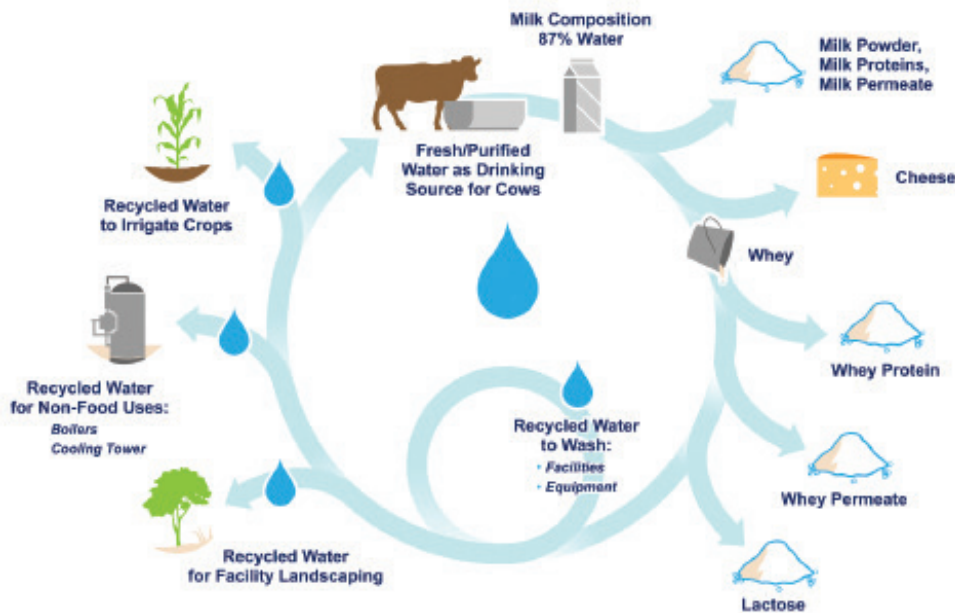 Milk Composition
87% Water
Milk Powder,
Milk Proteins,
Milk Permeate
Fresh/Purified
Water as Drinking
Source for Cows
Cheese
Recycled Water
to Irrigate Crops
Whey
Whey Protein
Recycled Water
for Non-Food Uses:
Boilers
Cooling Tower
Recycled Water
to Wash:
• Facilities
• Equipment
Whey Permeate
Recycled Water
for Facility Landscaping
Lactose